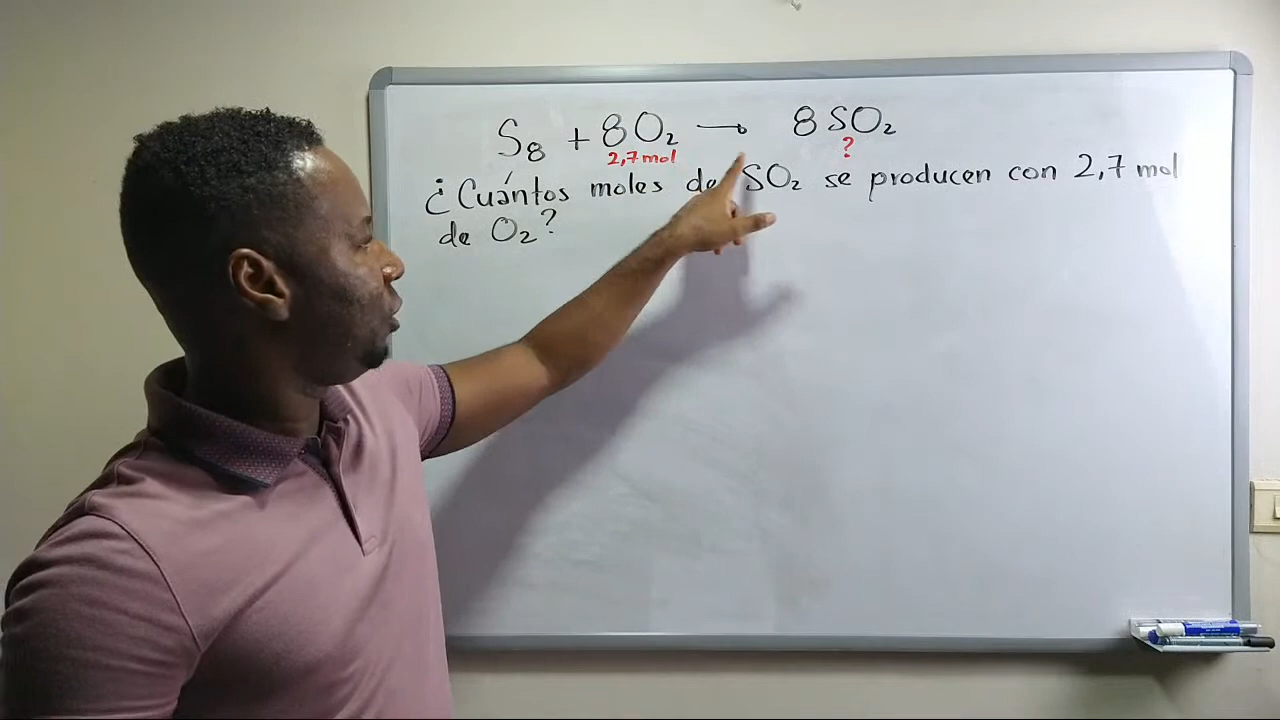 S₈ + 8O₂ → 8SO₂
2,7 mol ?
¿Cuántos moles de SO₂ se producen con 2,7 mol
de O₂?